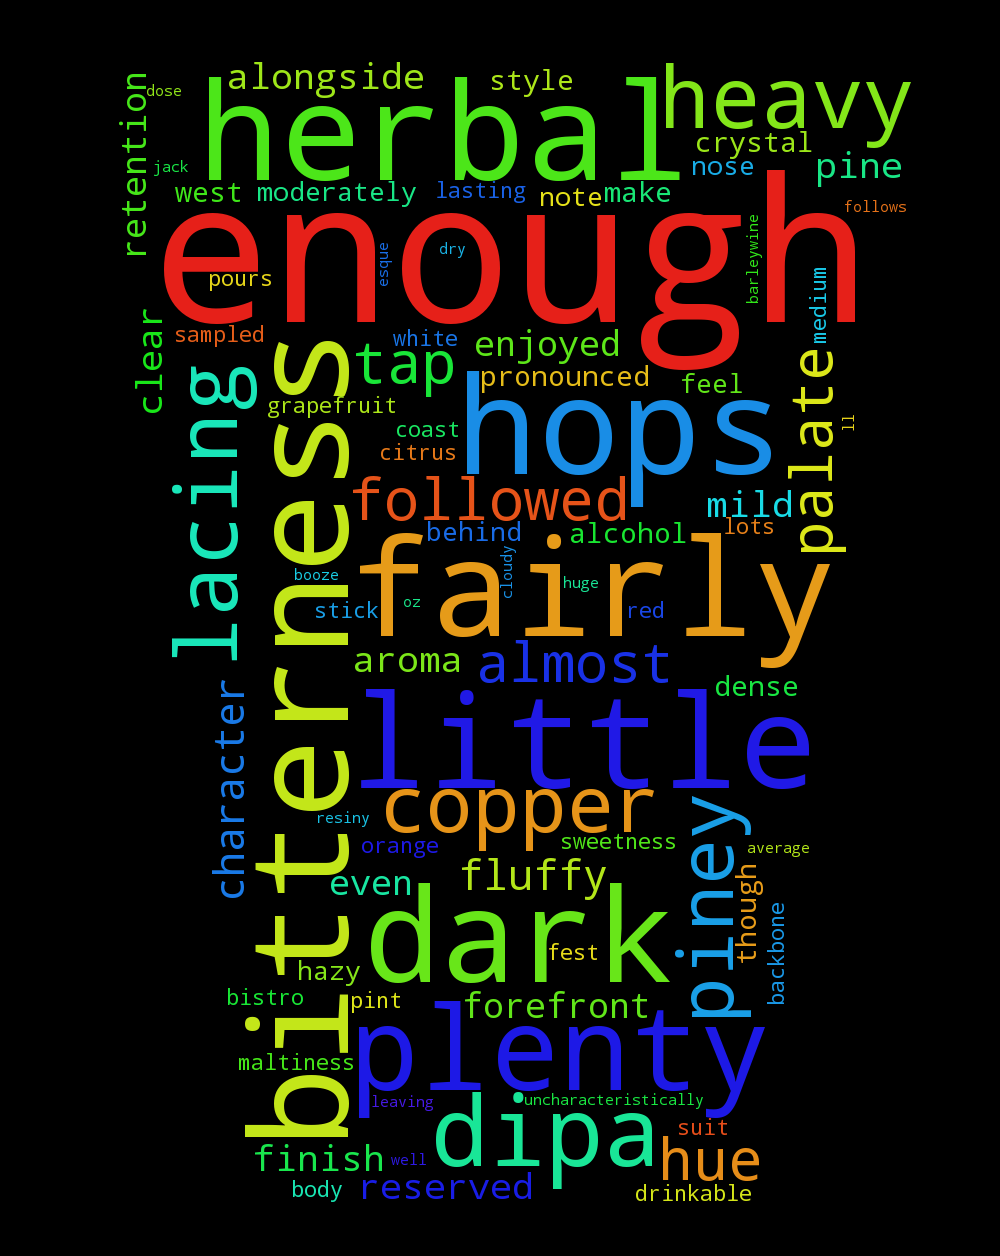 alongside
style
heavy
dose
herbal
retention
crystal
jack
nose
pine
west
moderately
lasting
note
make
follows
enough
esque
dry
barleywine
pours
medium
sampled
white
enjoyed
clear
tap
pronounced
feel
palate
lacing
bitterness
grapefruit
hops
ll
coast
citrus
followed
mild
behind
alcohol
lots
fairly
cloudy
booze
huge
stick
oz
red
aroma
almost
dense
character
little
copper
piney
resiny
orange
sweetness
average
even
fluffy
though
dark
backbone
fest
hazy
bistro
pint
forefront
plenty
maltiness
leaving
uncharacteristically
dipa
suit
finish
well
hue
body
reserved
drinkable